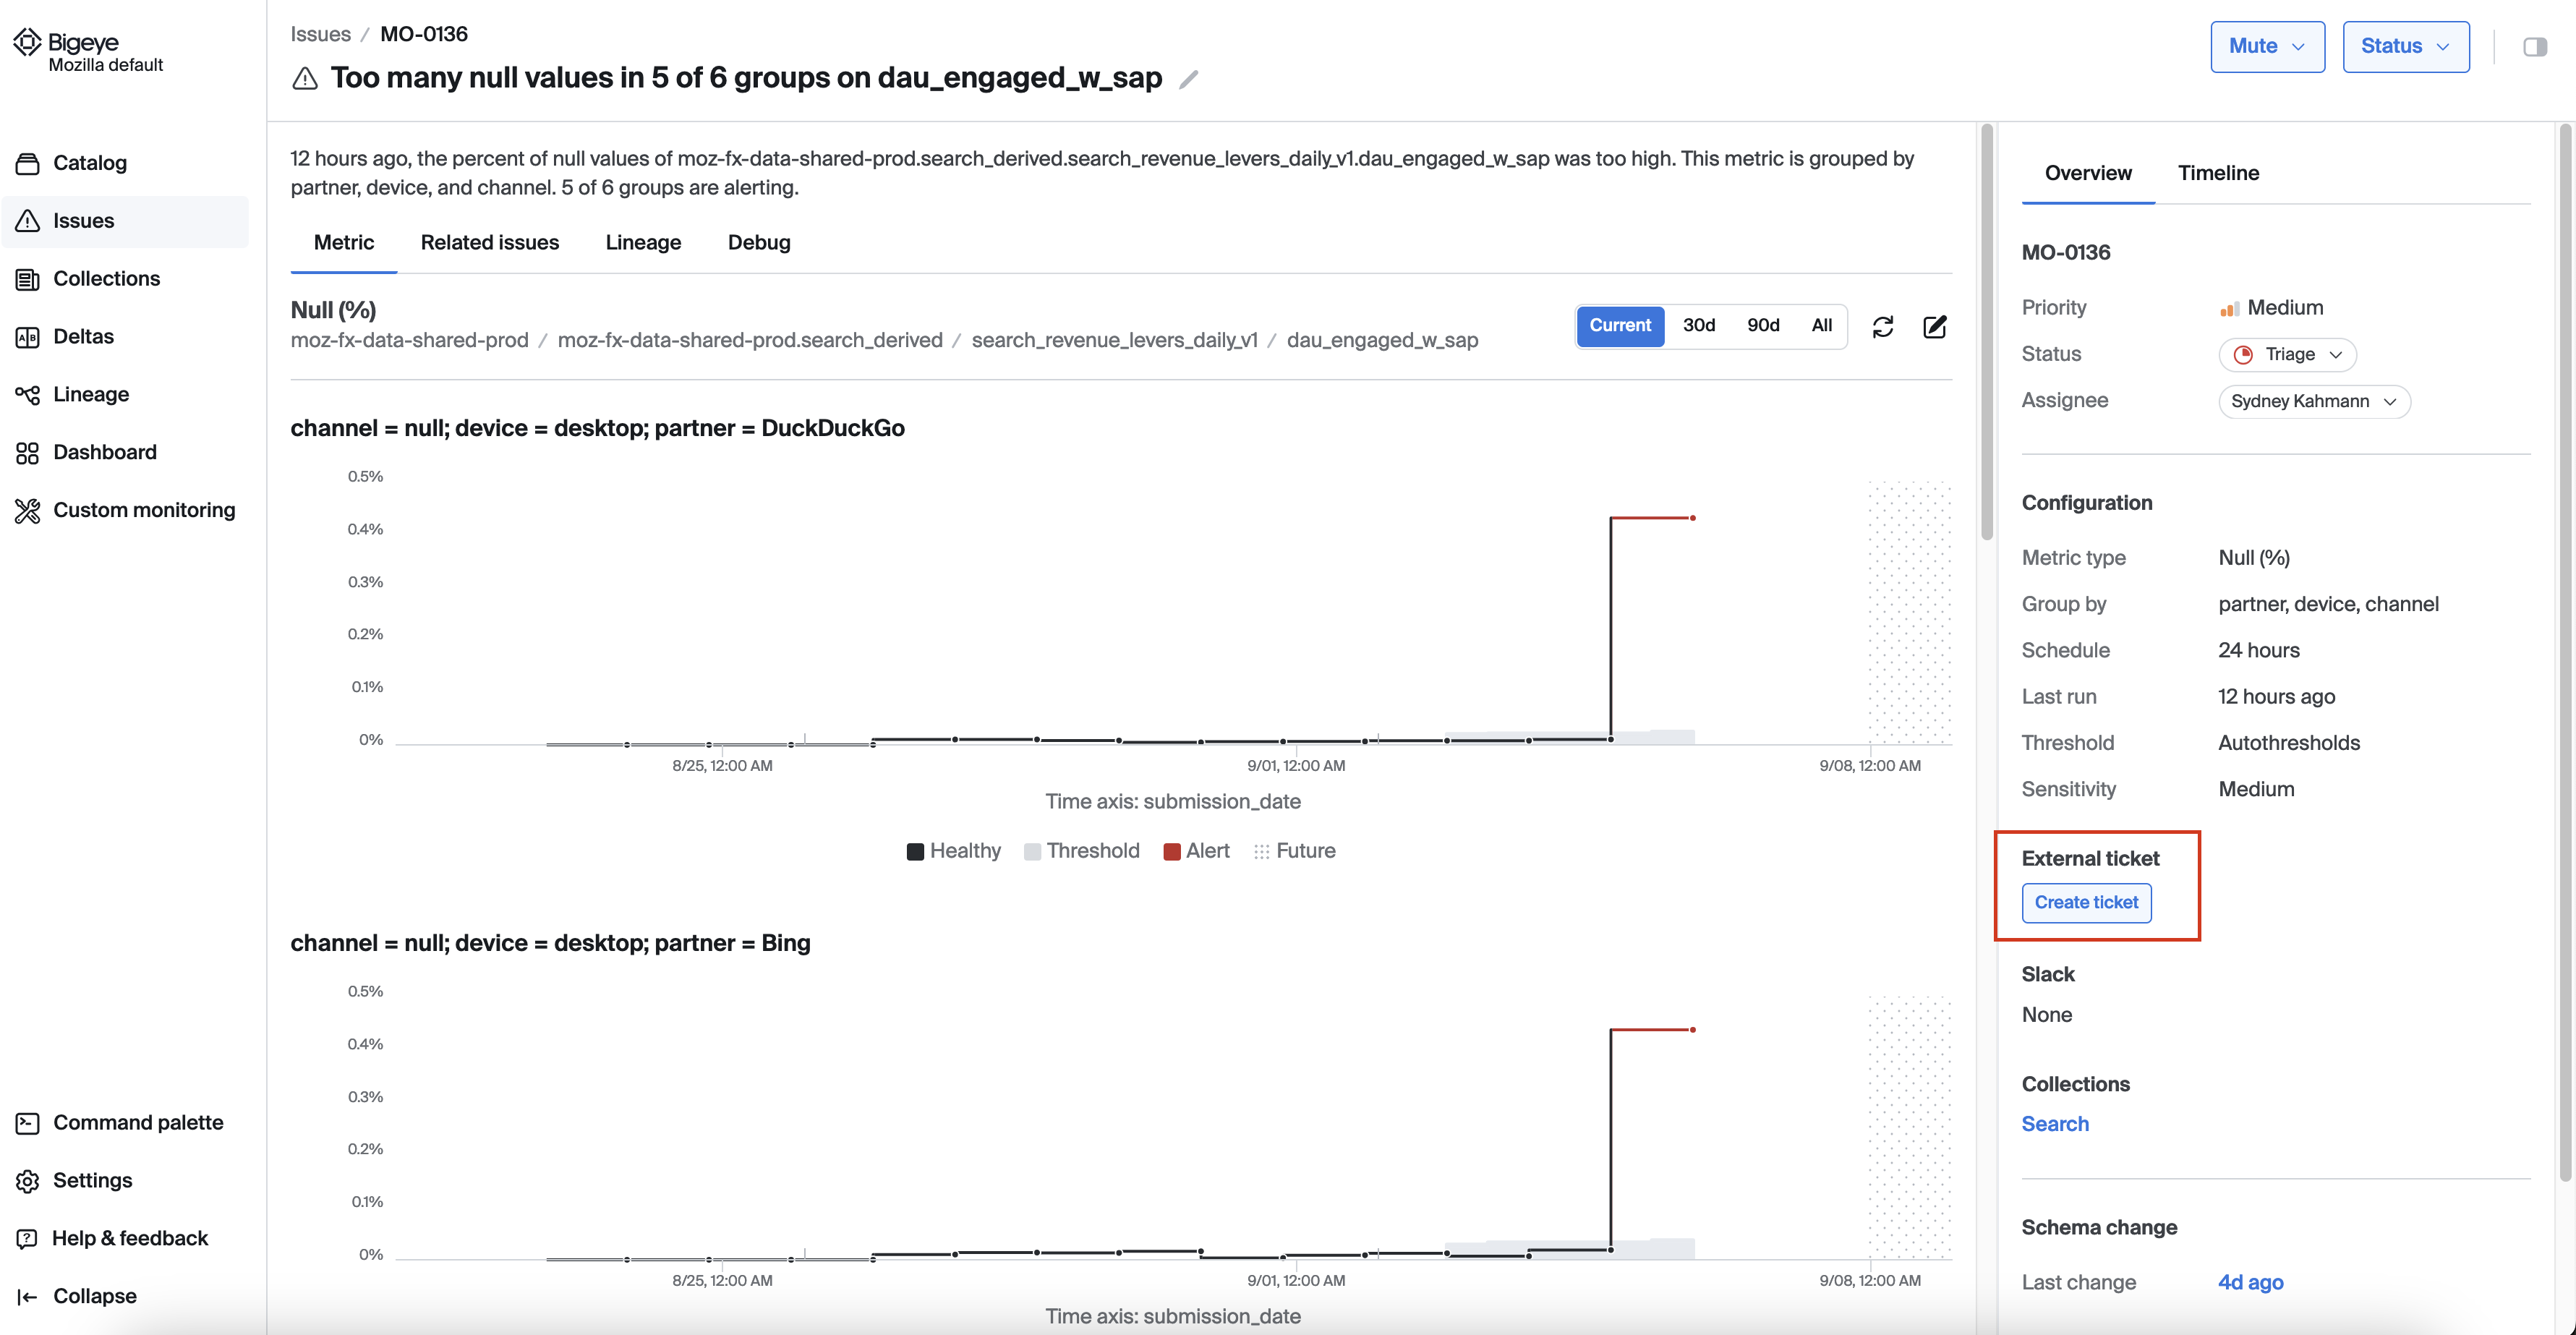 Bigeye
Mozilla default
Catalog
Issues
Collections
Deltas
Lineage
Dashboard
Custom monitoring
Command palette
Settings
Help & feedback
Collapse
Issues / MO-0136
Too many null values in 5 of 6 groups on dau_engaged_w_sap
Mute
Status
12 hours ago, the percent of null values of moz-fx-data-shared-prod.search_derived.search_revenue_levers_daily_v1.dau_engaged_w_sap was too high. This metric is grouped by
partner, device, and channel. 5 of 6 groups are alerting.
Metric Related issues Lineage Debug
Null (%)
moz-fx-data-shared-prod / moz-fx-data-shared-prod.search_derived / search_revenue_levers_daily_v1 / dau_engaged_w_sap
Current 30d 90d All
channel = null; device = desktop; partner = DuckDuckGo
0.5%
0.4%
0.3%
0.2%
0.1%
0%
8/25, 12:00 AM 9/01, 12:00 AM 9/08, 12:00 AM
Time axis: submission_date
Healthy Threshold Alert Future
channel = null; device = desktop; partner = Bing
0.5%
0.4%
0.3%
0.2%
0.1%
0%
8/25, 12:00 AM 9/01, 12:00 AM 9/08, 12:00 AM
Time axis: submission_date
Overview Timeline
MO-0136
Priority Medium
Status Triage
Assignee Sydney Kahmann
Configuration
Metric type Null (%)
Group by partner, device, channel
Schedule 24 hours
Last run 12 hours ago
Threshold Autothresholds
Sensitivity Medium
External ticket
Create ticket
Slack
None
Collections
Search
Schema change
Last change 4d ago